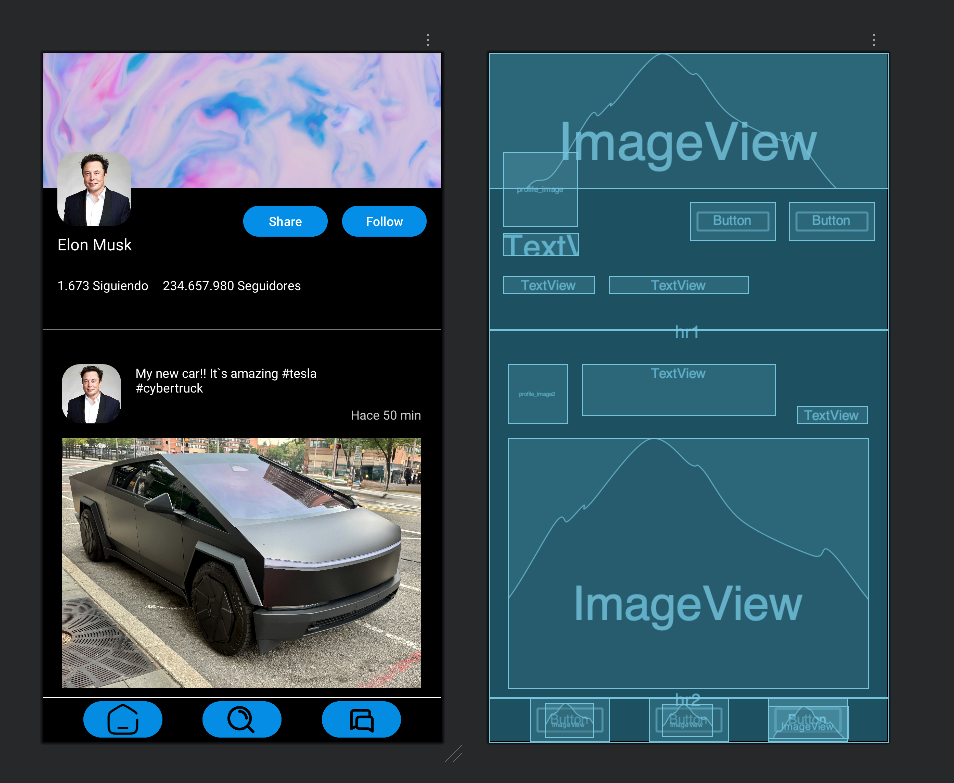 Share
Follow
Elon Musk
1.673 Siguiendo
234.657.980 Seguidores
My new car!! It`s amazing #tesla
#cybertruck
Hace 50 min
ImageView
profile_image
Button
Button
TextV
TextView
TextView
hr1
profile_image2
TextView
TextView
ImageView
hr2
Button
ImageView
Button
ImageView
Button
ImageView